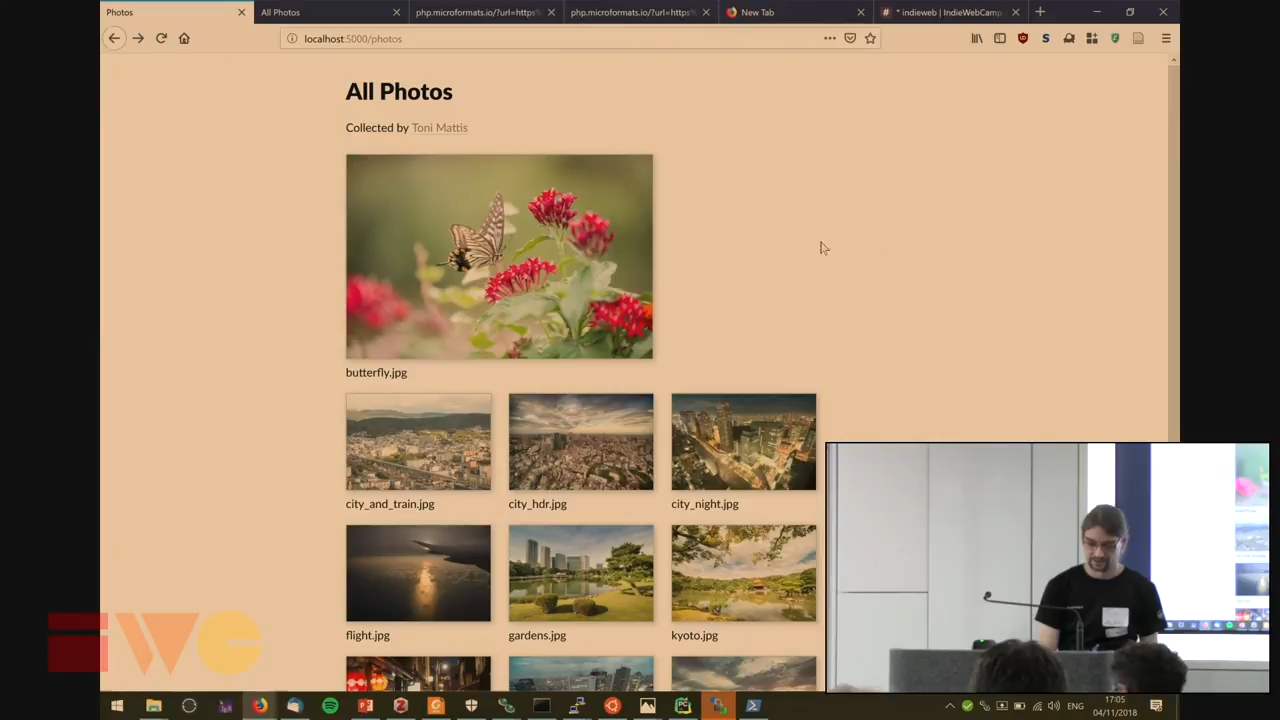 Photos
All Photos
php.microformats.io/?url=https%
php.microformats.io/?url=https%
New Tab
* indieweb | IndieWebCamp
localhost:5000/photos
All Photos
Collected by Toni Mattis
butterfly.jpg
city_and_train.jpg
city_hdr.jpg
city_night.jpg
flight.jpg
gardens.jpg
kyoto.jpg
IWC
ENG
17:05
04/11/2018